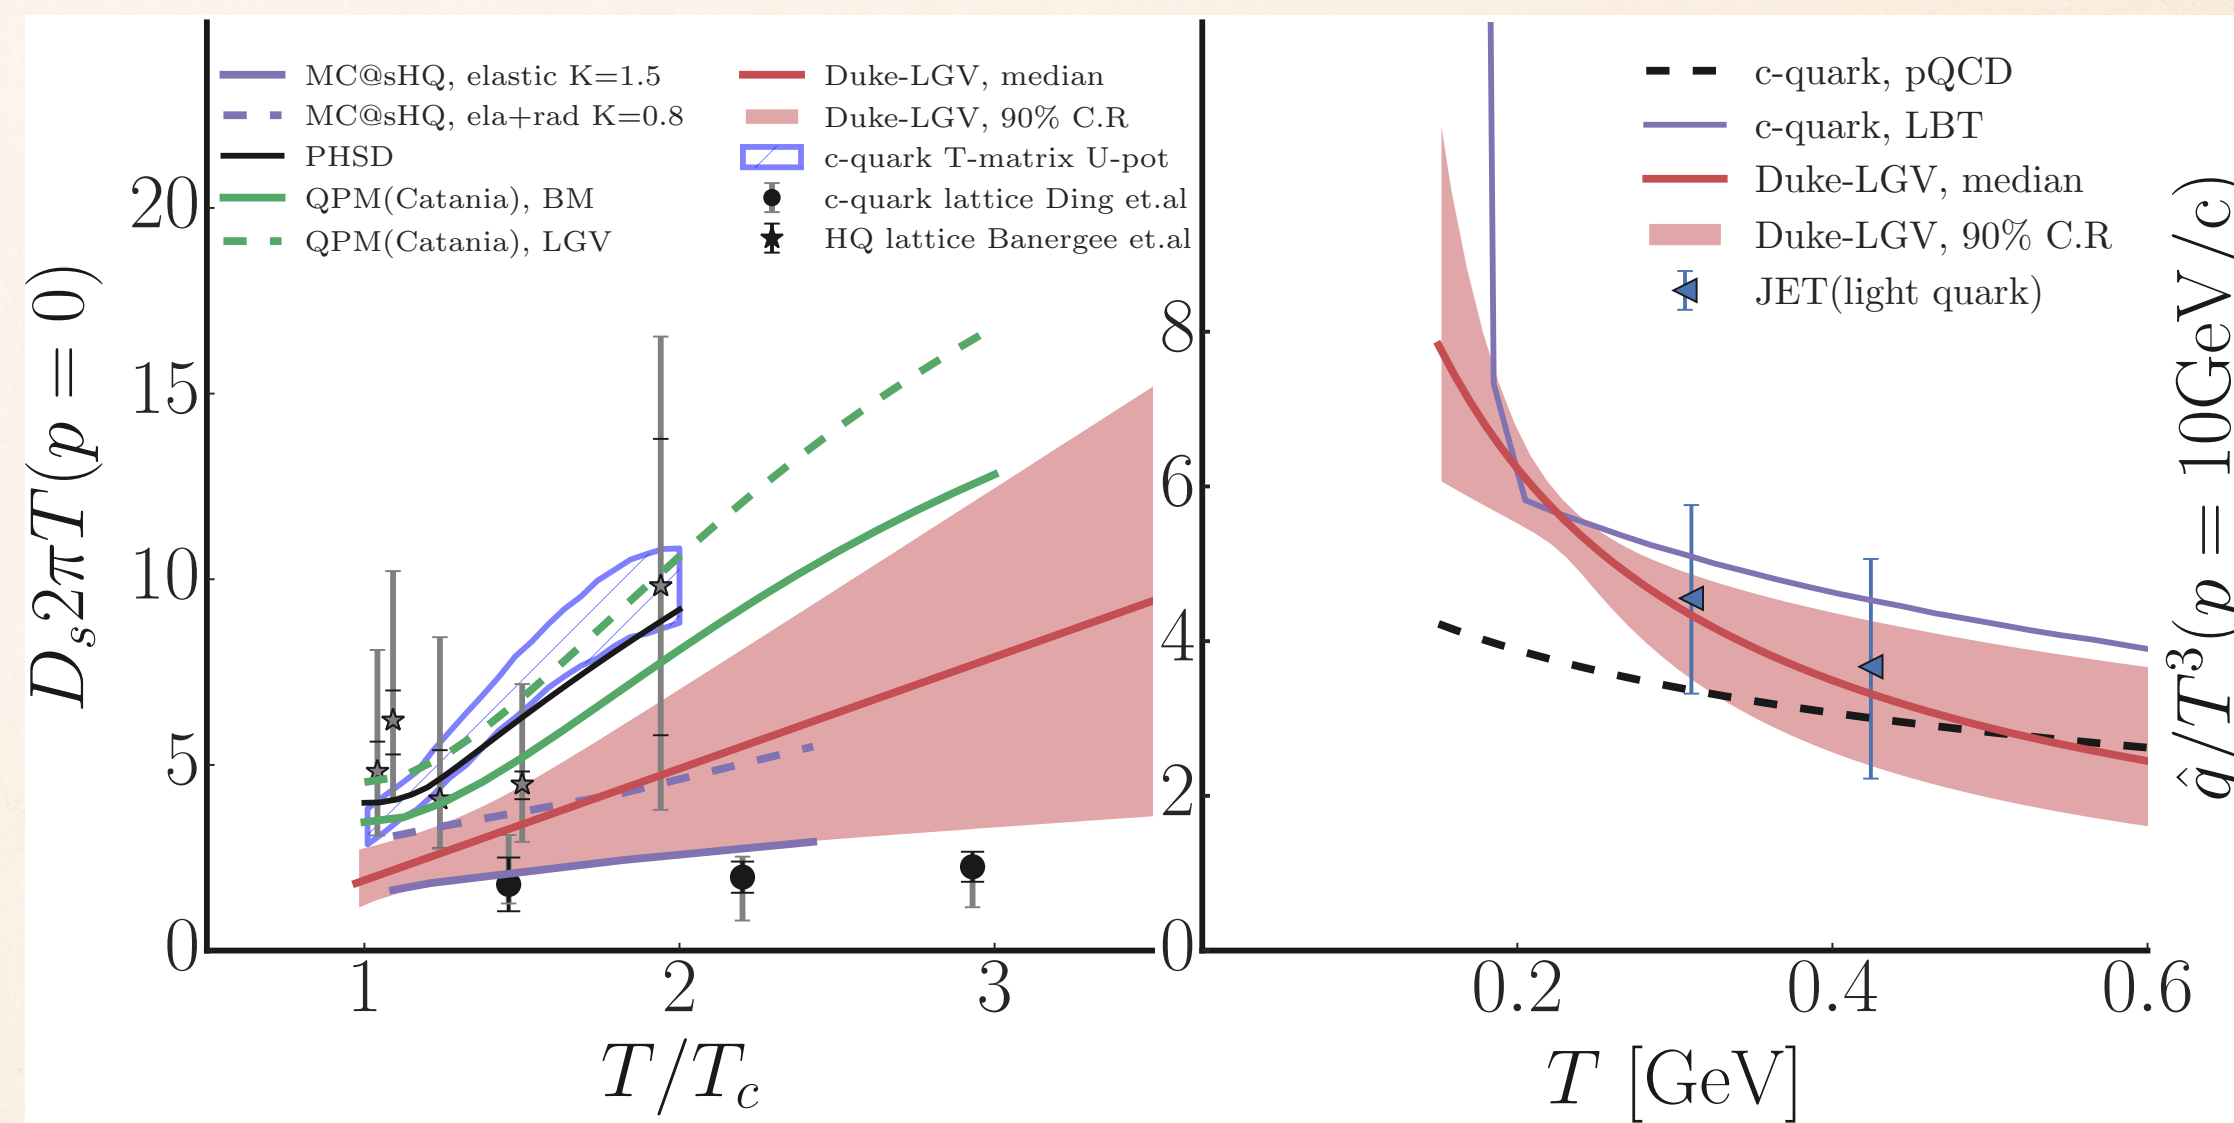 MC@sHQ, elastic K=1.5
MC@sHQ, ela+rad K=0.8
PHSD
QPM(Catania), BM
QPM(Catania), LGV
Duke-LGV, median
Duke-LGV, 90% C.R
c-quark T-matrix U-pot
c-quark lattice Ding et.al
HQ lattice Banergee et.al
20
15
10
5
0
1
2
3
D_s2πT(p = 0)
T/T_c
c-quark, pQCD
c-quark, LBT
Duke-LGV, median
Duke-LGV, 90% C.R
JET(light quark)
8
6
4
2
0
0.2
0.4
0.6
T [GeV]
q̂/T³(p = 10GeV/c)